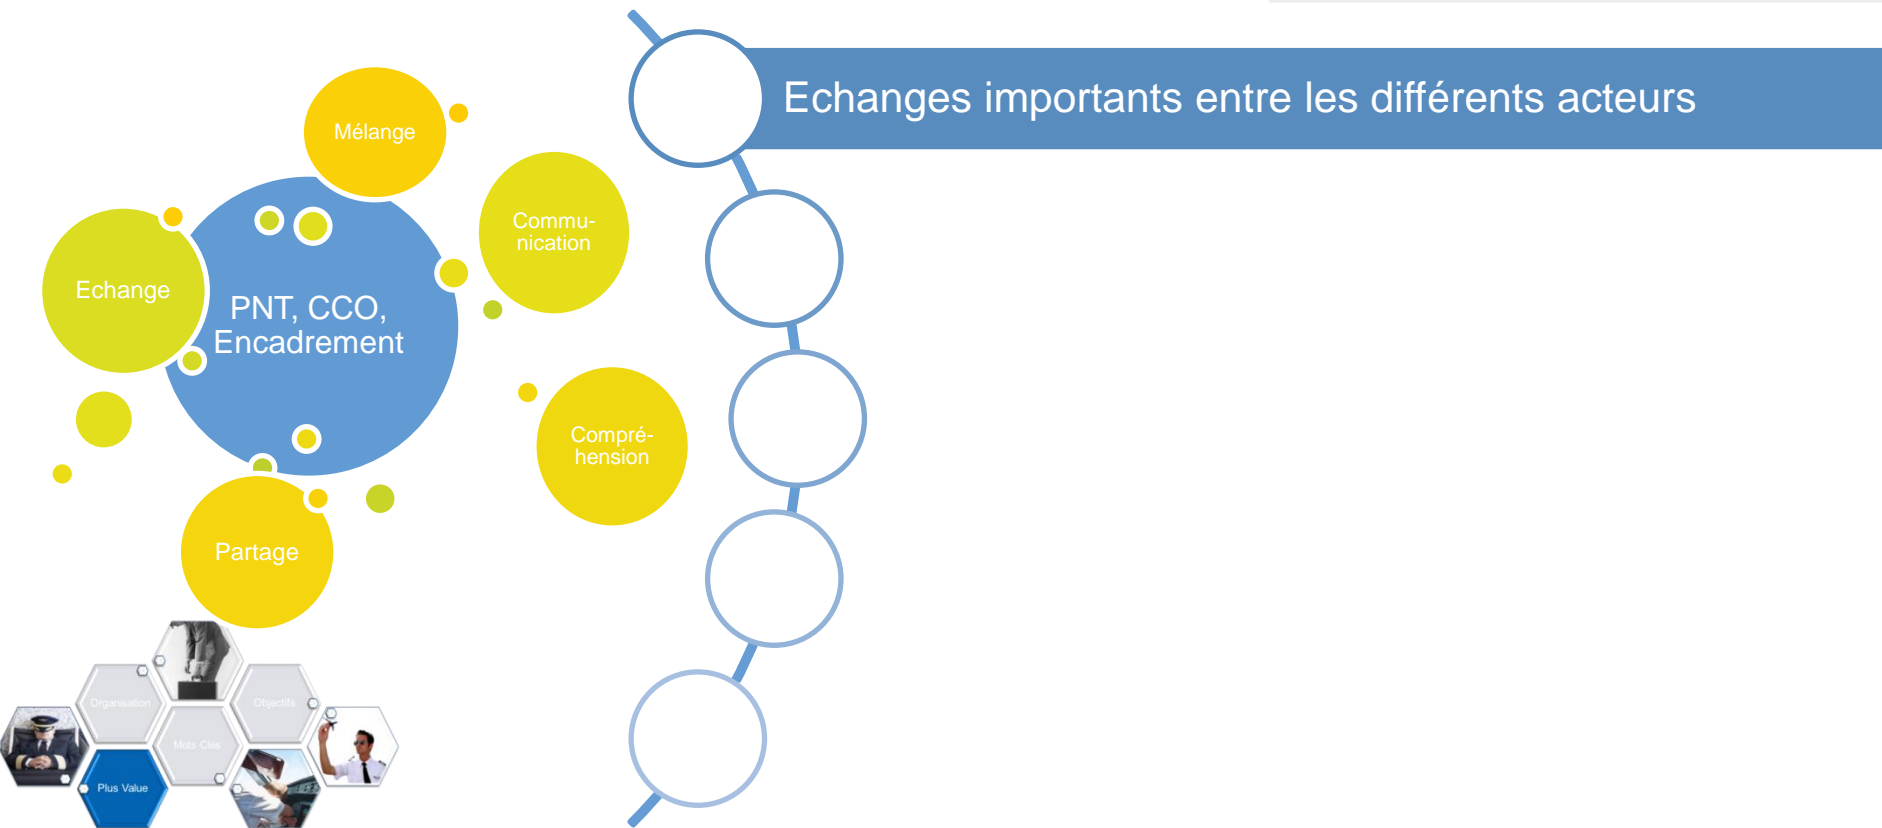 Echanges importants entre les différents acteurs
Mélange
Commu-
nication
Echange
PNT, CCO,
Encadrement
Compré-
hension
Partage
Organisation
Objectifs
Mots Clés
Plus Value